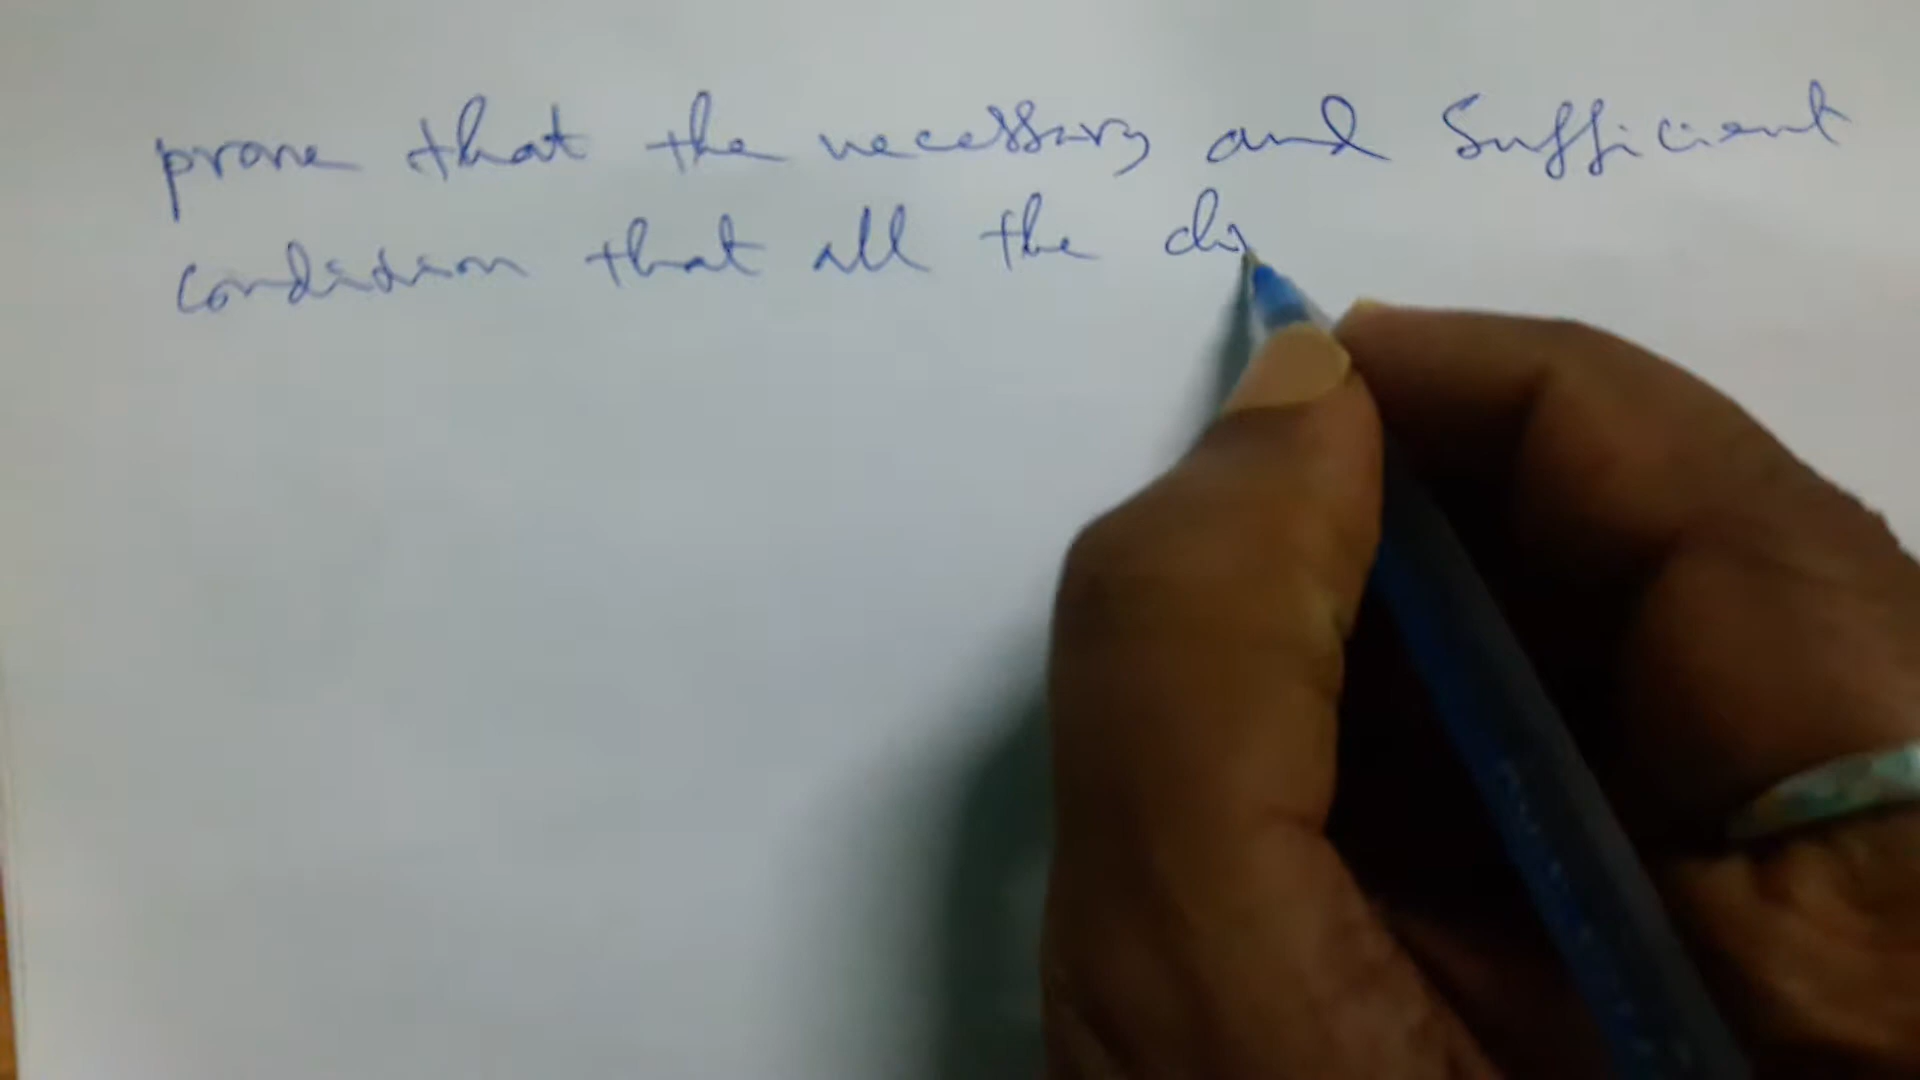 prove that the necessary and Sufficient
condition that all the